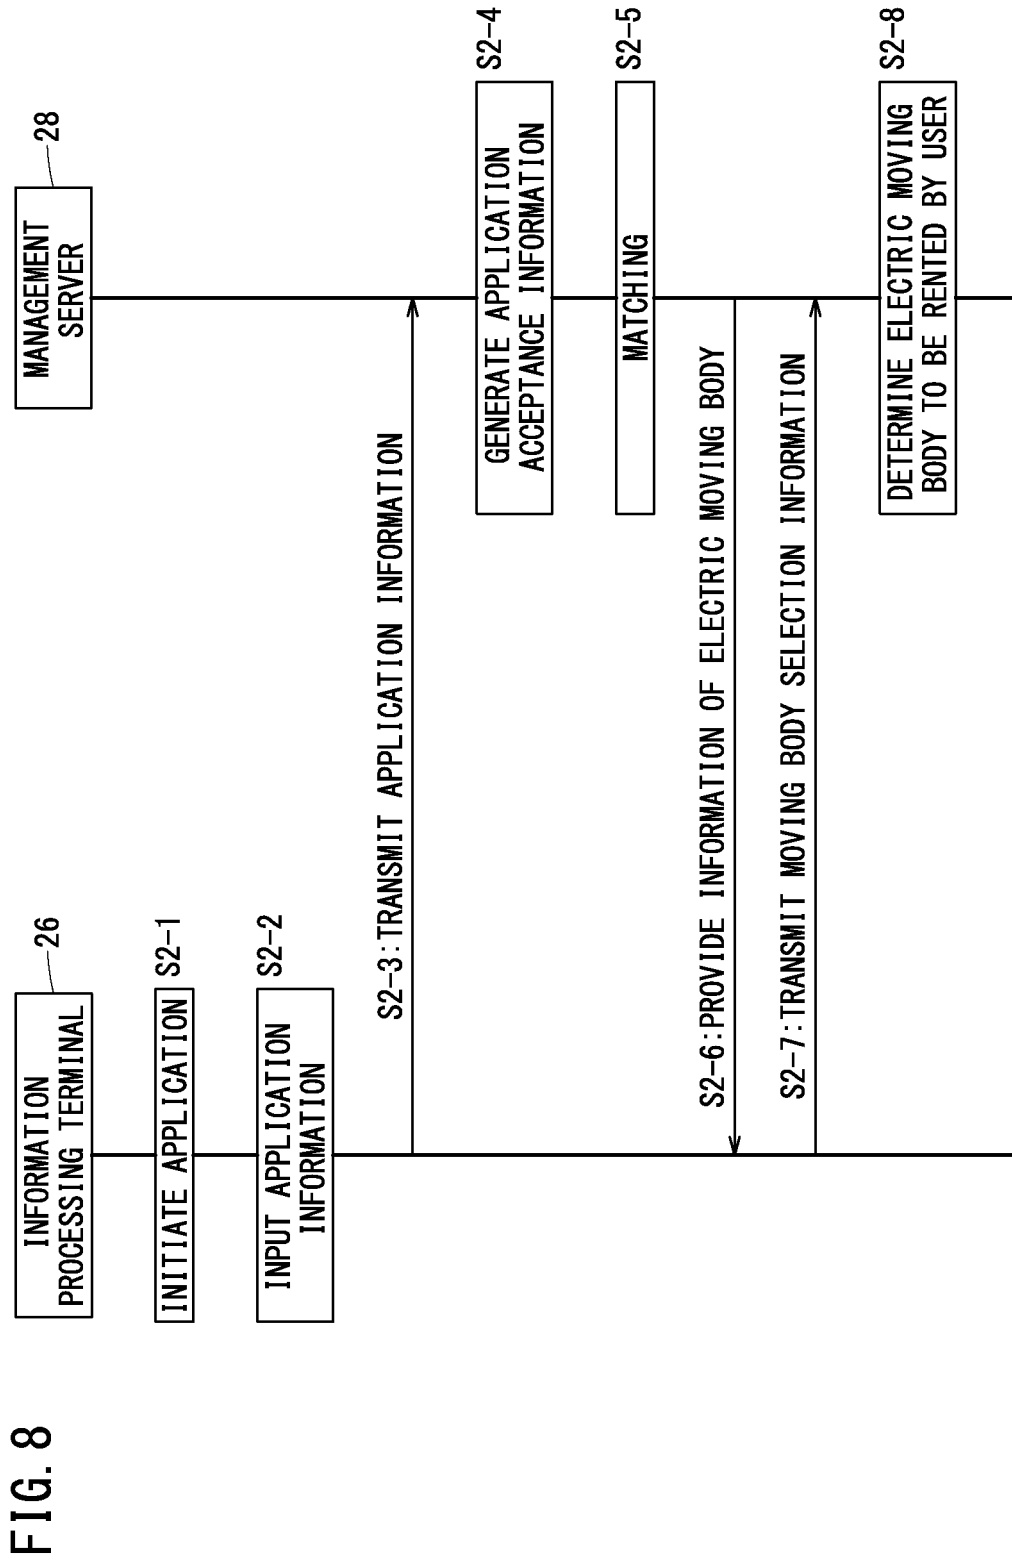 FIG. 8
INFORMATION
PROCESSING TERMINAL
26
MANAGEMENT
SERVER
28
INITIATE APPLICATION
S2-1
INPUT APPLICATION
INFORMATION
S2-2
S2-3:TRANSMIT APPLICATION INFORMATION
GENERATE APPLICATION
ACCEPTANCE INFORMATION
S2-4
MATCHING
S2-5
S2-6:PROVIDE INFORMATION OF ELECTRIC MOVING BODY
S2-7:TRANSMIT MOVING BODY SELECTION INFORMATION
DETERMINE ELECTRIC MOVING
BODY TO BE RENTED BY USER
S2-8